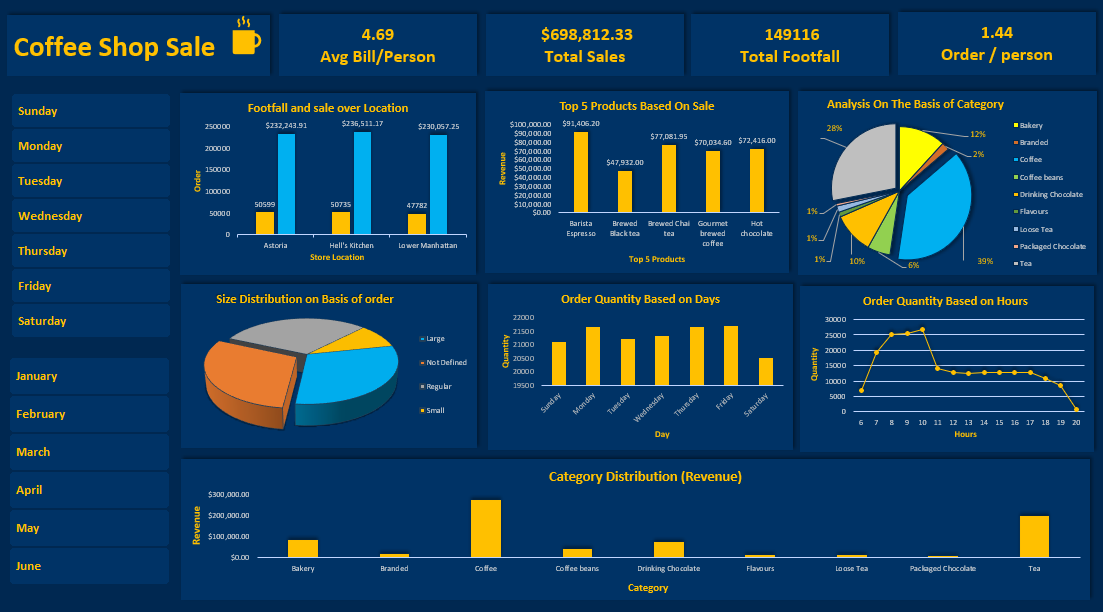 Coffee Shop Sale
4.69
Avg Bill/Person
$698,812.33
Total Sales
149116
Total Footfall
1.44
Order / person
Sunday
Monday
Tuesday
Wednesday
Thursday
Friday
Saturday
January
February
March
April
May
June
Footfall and sale over Location
Order
2500000
200000
150000
100000
50000
0
$232,243.91
$236,511.17
$230,057.25
50599
50735
47782
Astoria
Hell's Kitchen
Lower Manhattan
Store Location
Top 5 Products Based On Sale
Revenue
$100,000.00
$90,000.00
$80,000.00
$70,000.00
$60,000.00
$50,000.00
$40,000.00
$30,000.00
$20,000.00
$10,000.00
$0.00
$91,406.20
$47,932.00
$77,081.95
$70,034.60
$72,416.00
Barista
Espresso
Brewed
Black tea
Brewed Chai
tea
Gourmet
brewed
coffee
Hot
chocolate
Top 5 Products
Analysis On The Basis of Category
28%
12%
2%
39%
6%
10%
1%
1%
1%
Bakery
Branded
Coffee
Coffee beans
Drinking Chocolate
Flavours
Loose Tea
Packaged Chocolate
Tea
Size Distribution on Basis of order
Large
Not Defined
Regular
Small
Order Quantity Based on Days
Quantity
22000
21500
21000
20500
20000
19500
Sunday
Monday
Tuesday
Wednesday
Thursday
Friday
Saturday
Day
Order Quantity Based on Hours
Quantity
30000
25000
20000
15000
10000
5000
0
6 7 8 9 10 11 12 13 14 15 16 17 18 19 20
Hours
Category Distribution (Revenue)
Revenue
$300,000.00
$200,000.00
$100,000.00
$0.00
Bakery
Branded
Coffee
Coffee beans
Drinking Chocolate
Flavours
Loose Tea
Packaged Chocolate
Tea
Category